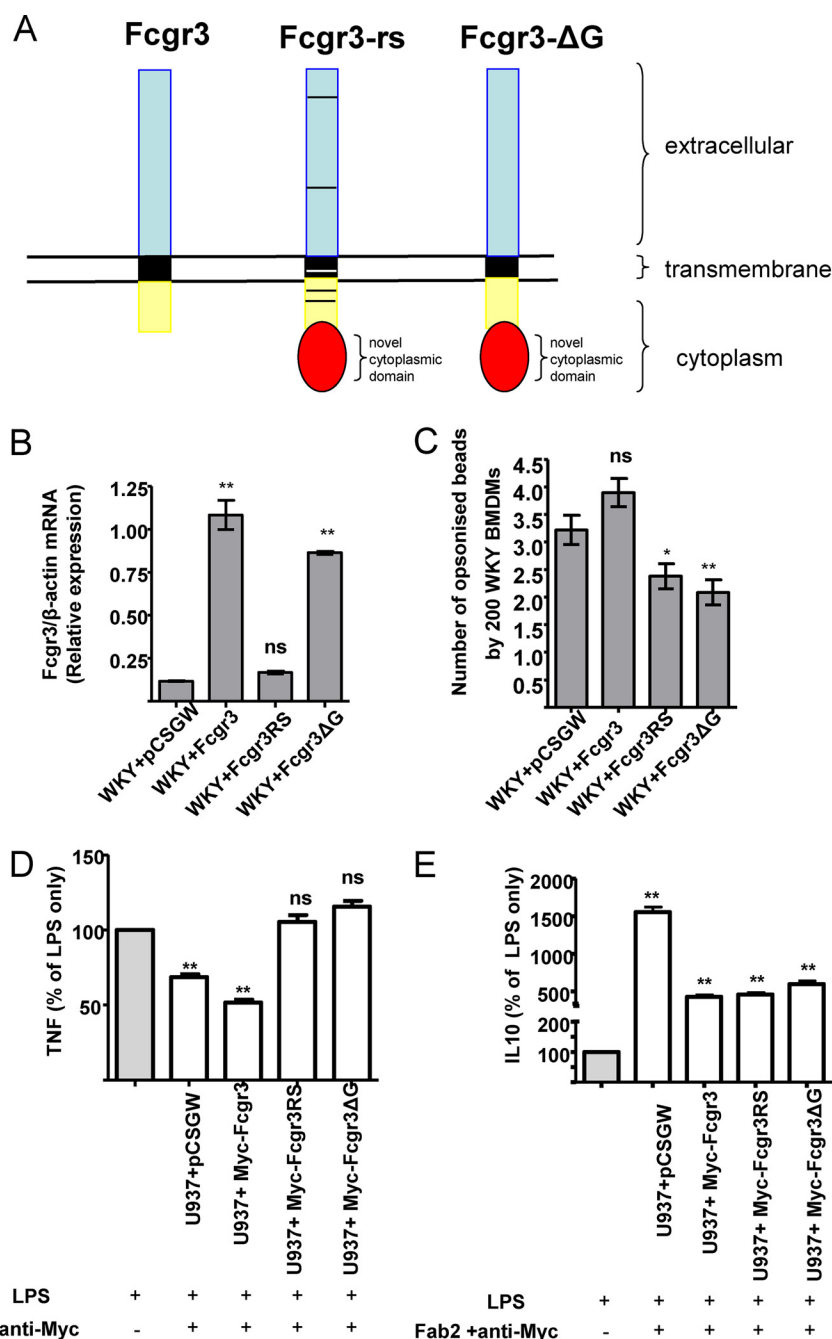 A
Fcgr3
Fcgr3-rs
Fcgr3-ΔG
extracellular
transmembrane
cytoplasm
novel
cytoplasmic
domain
novel
cytoplasmic
domain
B
Fcgr3/β-actin mRNA
(Relative expression)
1.25
1.00
0.75
0.50
0.25
**
ns
**
WKY+pCSGW
WKY+Fcgr3
WKY+Fcgr3RS
WKY+Fcgr3ΔG
C
Number of opsonised beads
by 200 WKY BMDMs
4.5
4.0
3.5
3.0
2.5
2.0
1.5
1.0
0.5
ns
*
**
WKY+pCSGW
WKY+Fcgr3
WKY+Fcgr3RS
WKY+Fcgr3ΔG
D
TNF (% of LPS only)
150
100
50
**
**
ns
ns
U937+pCSGW
U937+ Myc-Fcgr3
U937+ Myc-Fcgr3RS
U937+ Myc-Fcgr3ΔG
LPS + + + + +
anti-Myc - + + + +
E
IL10 (% of LPS only)
2000
1500
1000
500
200
100
**
**
**
**
U937+pCSGW
U937+ Myc-Fcgr3
U937+ Myc-Fcgr3RS
U937+ Myc-Fcgr3ΔG
LPS + + + + +
Fab2 +anti-Myc - + + + +